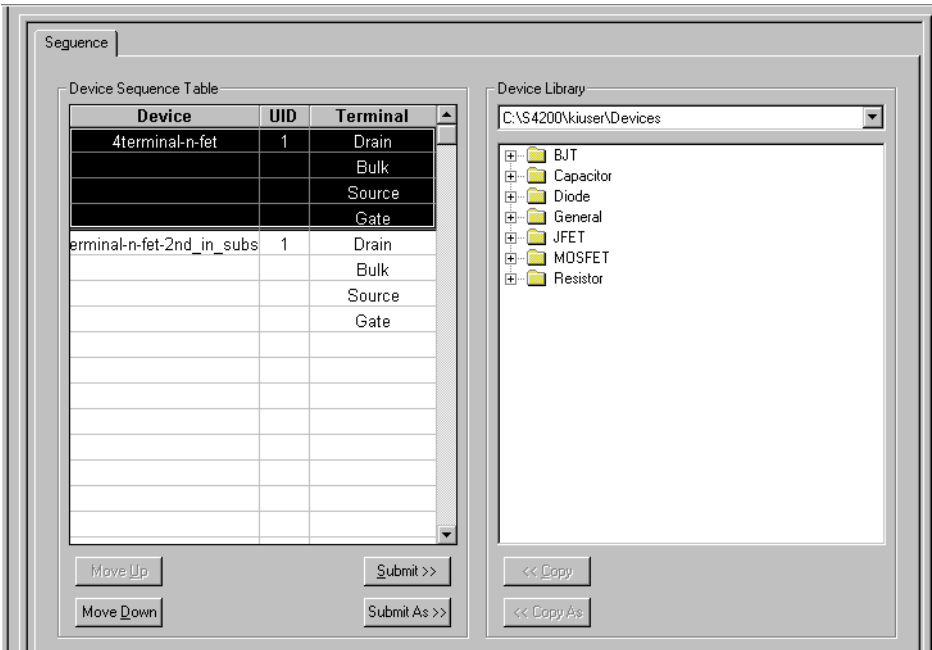 Sequence
Device Sequence Table
Device UID Terminal
4terminal-n-fet 1 Drain
Bulk
Source
Gate
erminal-n-fet-2nd_in_subs 1 Drain
Bulk
Source
Gate
Move Up Submit >>
Move Down Submit As >>
Device Library
C:\S4200\kiuser\Devices
BJT
Capacitor
Diode
General
JFET
MOSFET
Resistor
<< Copy
<< Copy As